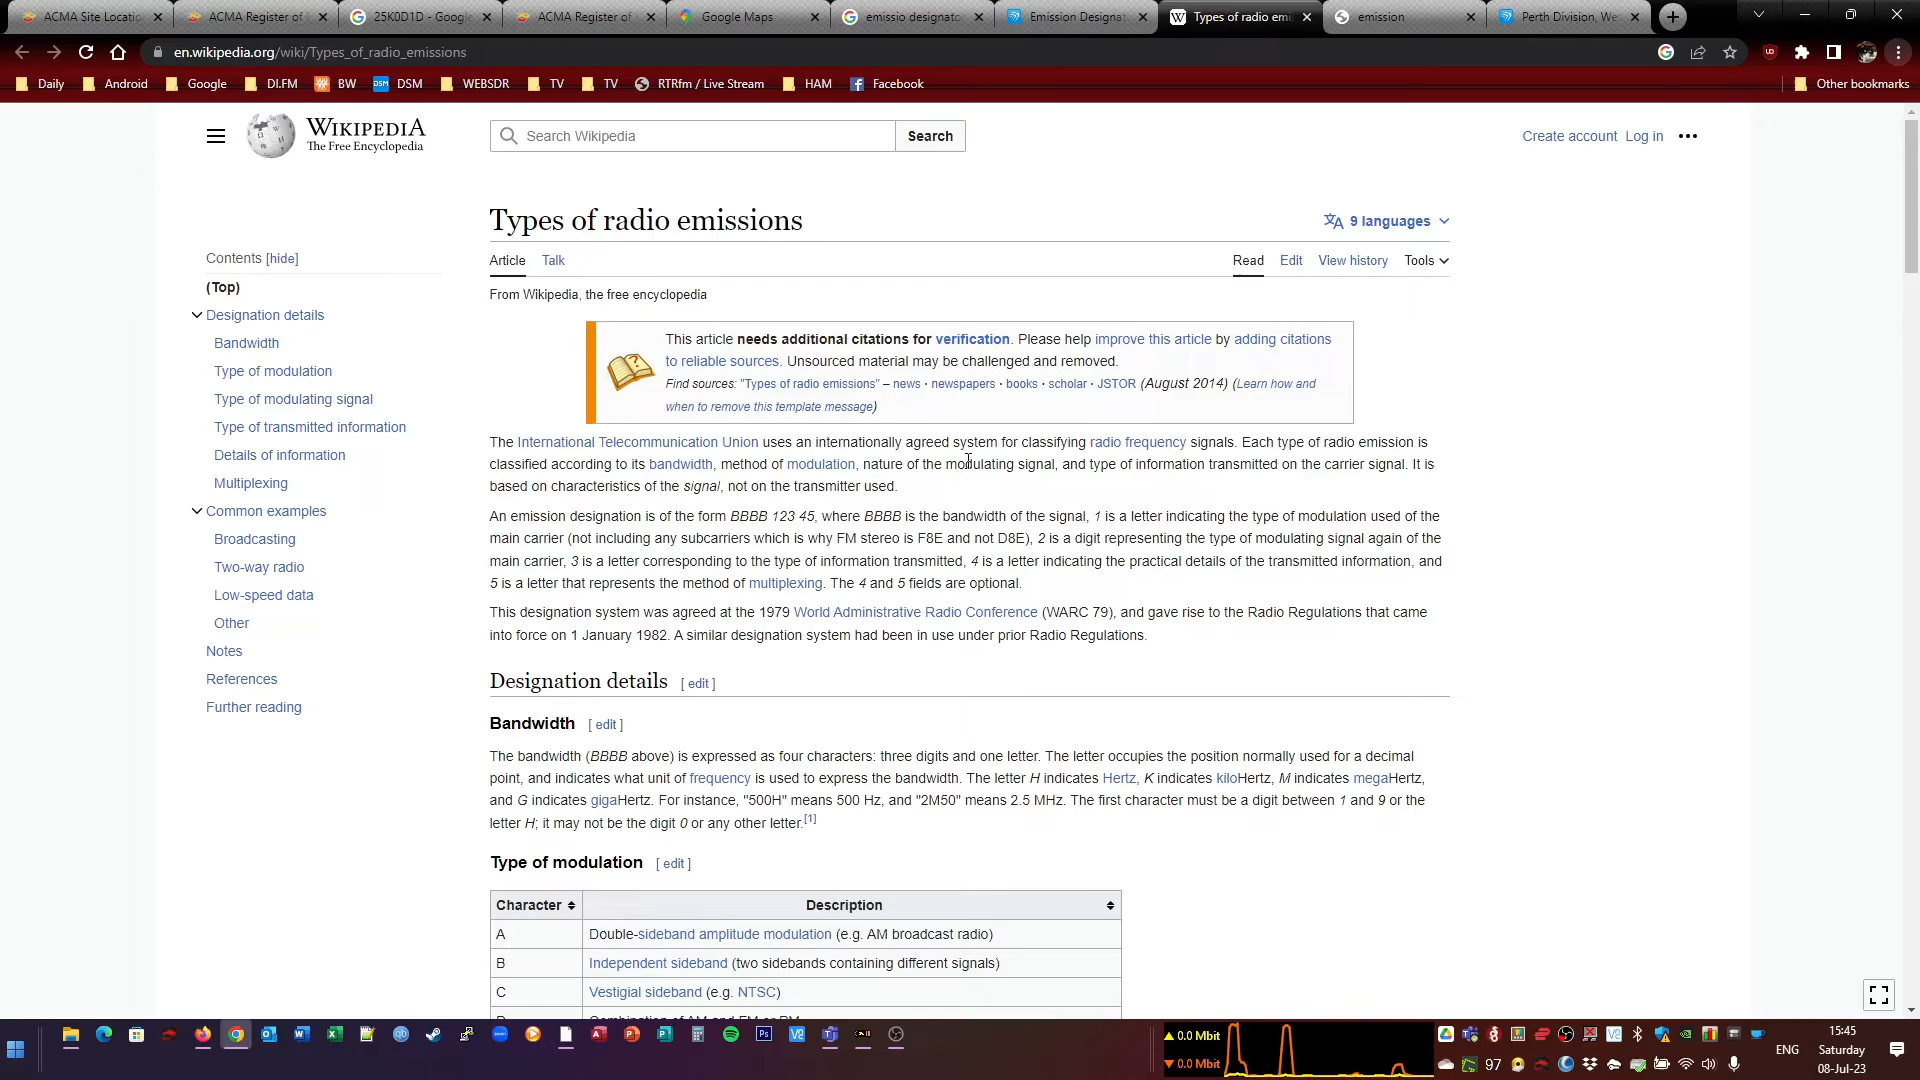 ACMA Site Locatio
ACMA Register of
25K0D1D - Google
ACMA Register of
Google Maps
emissio designato
Emission Designat
Types of radio emi
emission
Perth Division, We
en.wikipedia.org/wiki/Types_of_radio_emissions
Daily
Android
Google
DI.FM
BW
DSM
WEBSDR
TV
TV
RTRfm / Live Stream
HAM
Facebook
Other bookmarks
WIKIPEDIA
The Free Encyclopedia
Search Wikipedia
Search
Create account Log in
Types of radio emissions
9 languages
Article Talk
Read Edit View history Tools
From Wikipedia, the free encyclopedia
Contents [hide]
(Top)
Designation details
Bandwidth
Type of modulation
Type of modulating signal
Type of transmitted information
Details of information
Multiplexing
Common examples
Broadcasting
Two-way radio
Low-speed data
Other
Notes
References
Further reading
This article needs additional citations for verification. Please help improve this article by adding citations
to reliable sources. Unsourced material may be challenged and removed.
Find sources: "Types of radio emissions" – news · newspapers · books · scholar · JSTOR (August 2014) (Learn how and
when to remove this template message)
The International Telecommunication Union uses an internationally agreed system for classifying radio frequency signals. Each type of radio emission is
classified according to its bandwidth, method of modulation, nature of the modulating signal, and type of information transmitted on the carrier signal. It is
based on characteristics of the signal, not on the transmitter used.
An emission designation is of the form BBBB 123 45, where BBBB is the bandwidth of the signal, 1 is a letter indicating the type of modulation used of the
main carrier (not including any subcarriers which is why FM stereo is F8E and not D8E), 2 is a digit representing the type of modulating signal again of the
main carrier, 3 is a letter corresponding to the type of information transmitted, 4 is a letter indicating the practical details of the transmitted information, and
5 is a letter that represents the method of multiplexing. The 4 and 5 fields are optional.
This designation system was agreed at the 1979 World Administrative Radio Conference (WARC 79), and gave rise to the Radio Regulations that came
into force on 1 January 1982. A similar designation system had been in use under prior Radio Regulations.
Designation details [ edit ]
Bandwidth [ edit ]
The bandwidth (BBBB above) is expressed as four characters: three digits and one letter. The letter occupies the position normally used for a decimal
point, and indicates what unit of frequency is used to express the bandwidth. The letter H indicates Hertz, K indicates kiloHertz, M indicates megaHertz,
and G indicates gigaHertz. For instance, "500H" means 500 Hz, and "2M50" means 2.5 MHz. The first character must be a digit between 1 and 9 or the
letter H; it may not be the digit 0 or any other letter.[1]
Type of modulation [ edit ]
Character Description
A Double-sideband amplitude modulation (e.g. AM broadcast radio)
B Independent sideband (two sidebands containing different signals)
C Vestigial sideband (e.g. NTSC)
0.0 Mbit
0.0 Mbit
97
ENG
15:45
Saturday
08-Jul-23